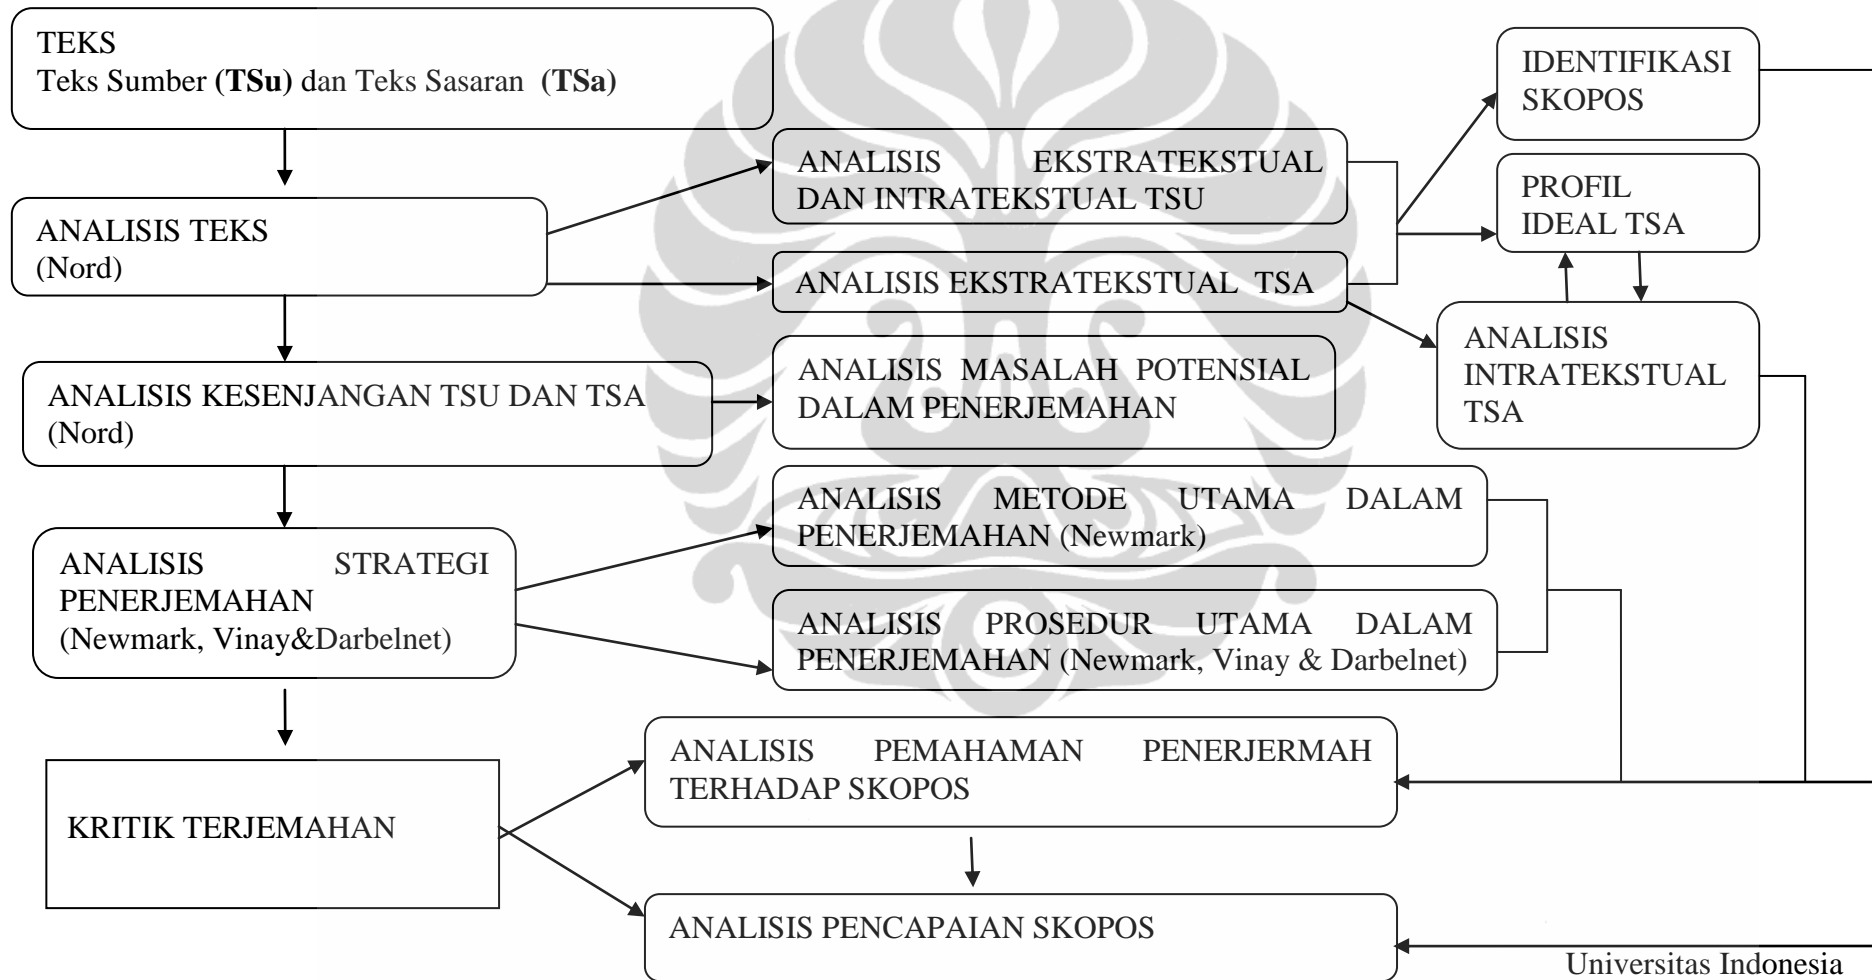 TEKS
Teks Sumber (TSu) dan Teks Sasaran (TSa)
ANALISIS TEKS
(Nord)
ANALISIS EKSTRATEKSTUAL
DAN INTRATEKSTUAL TSU
ANALISIS EKSTRATEKSTUAL TSA
IDENTIFIKASI
SKOPOS
PROFIL
IDEAL TSA
ANALISIS
INTRATEKSTUAL
TSA
ANALISIS KESENJANGAN TSU DAN TSA
(Nord)
ANALISIS MASALAH POTENSIAL
DALAM PENERJEMAHAN
ANALISIS STRATEGI
PENERJEMAHAN
(Newmark, Vinay&Darbelnet)
ANALISIS METODE UTAMA DALAM
PENERJEMAHAN (Newmark)
ANALISIS PROSEDUR UTAMA DALAM
PENERJEMAHAN (Newmark, Vinay & Darbelnet)
KRITIK TERJEMAHAN
ANALISIS PEMAHAMAN PENERJERMAH
TERHADAP SKOPOS
ANALISIS PENCAPAIAN SKOPOS
Universitas Indonesia